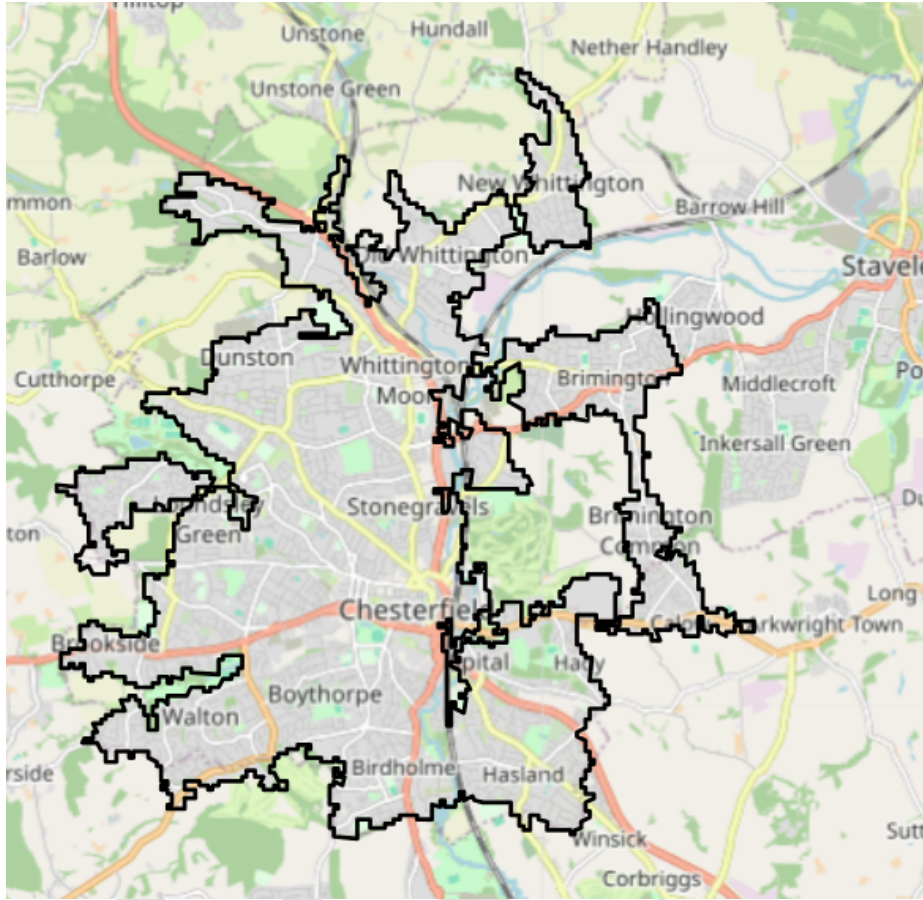 Hilltop
Unstone
Hundall
Nether Handley
Unstone Green
New Whittington
mmon
Barrow Hill
Barlow
Old Whittington
Stavele
Hollingwood
Dunston
Whittington
Moor
Cutthorpe
Brimington
Middlecroft
Po
Inkersall Green
Stonegravels
Green
Du
ton
Brimington
Common
Long
Chesterfield
Brookside
Arkwright Town
Hady
Boythorpe
Walton
rside
Birdholme
Hasland
Winsick
Sutt
Corbriggs